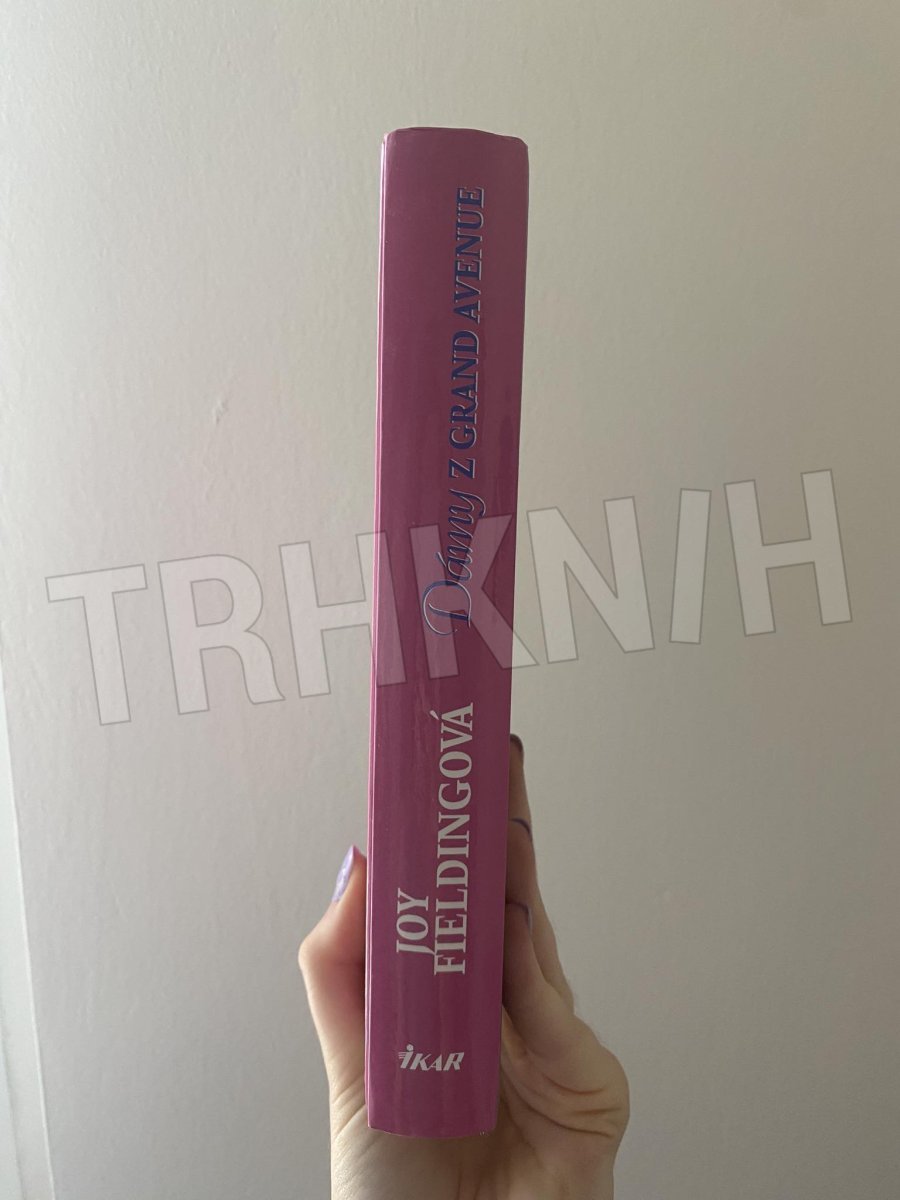 Dámy Z GRAND AVENUE
JOY
FIELDINGOVÁ
IKAR
TRHKNIH